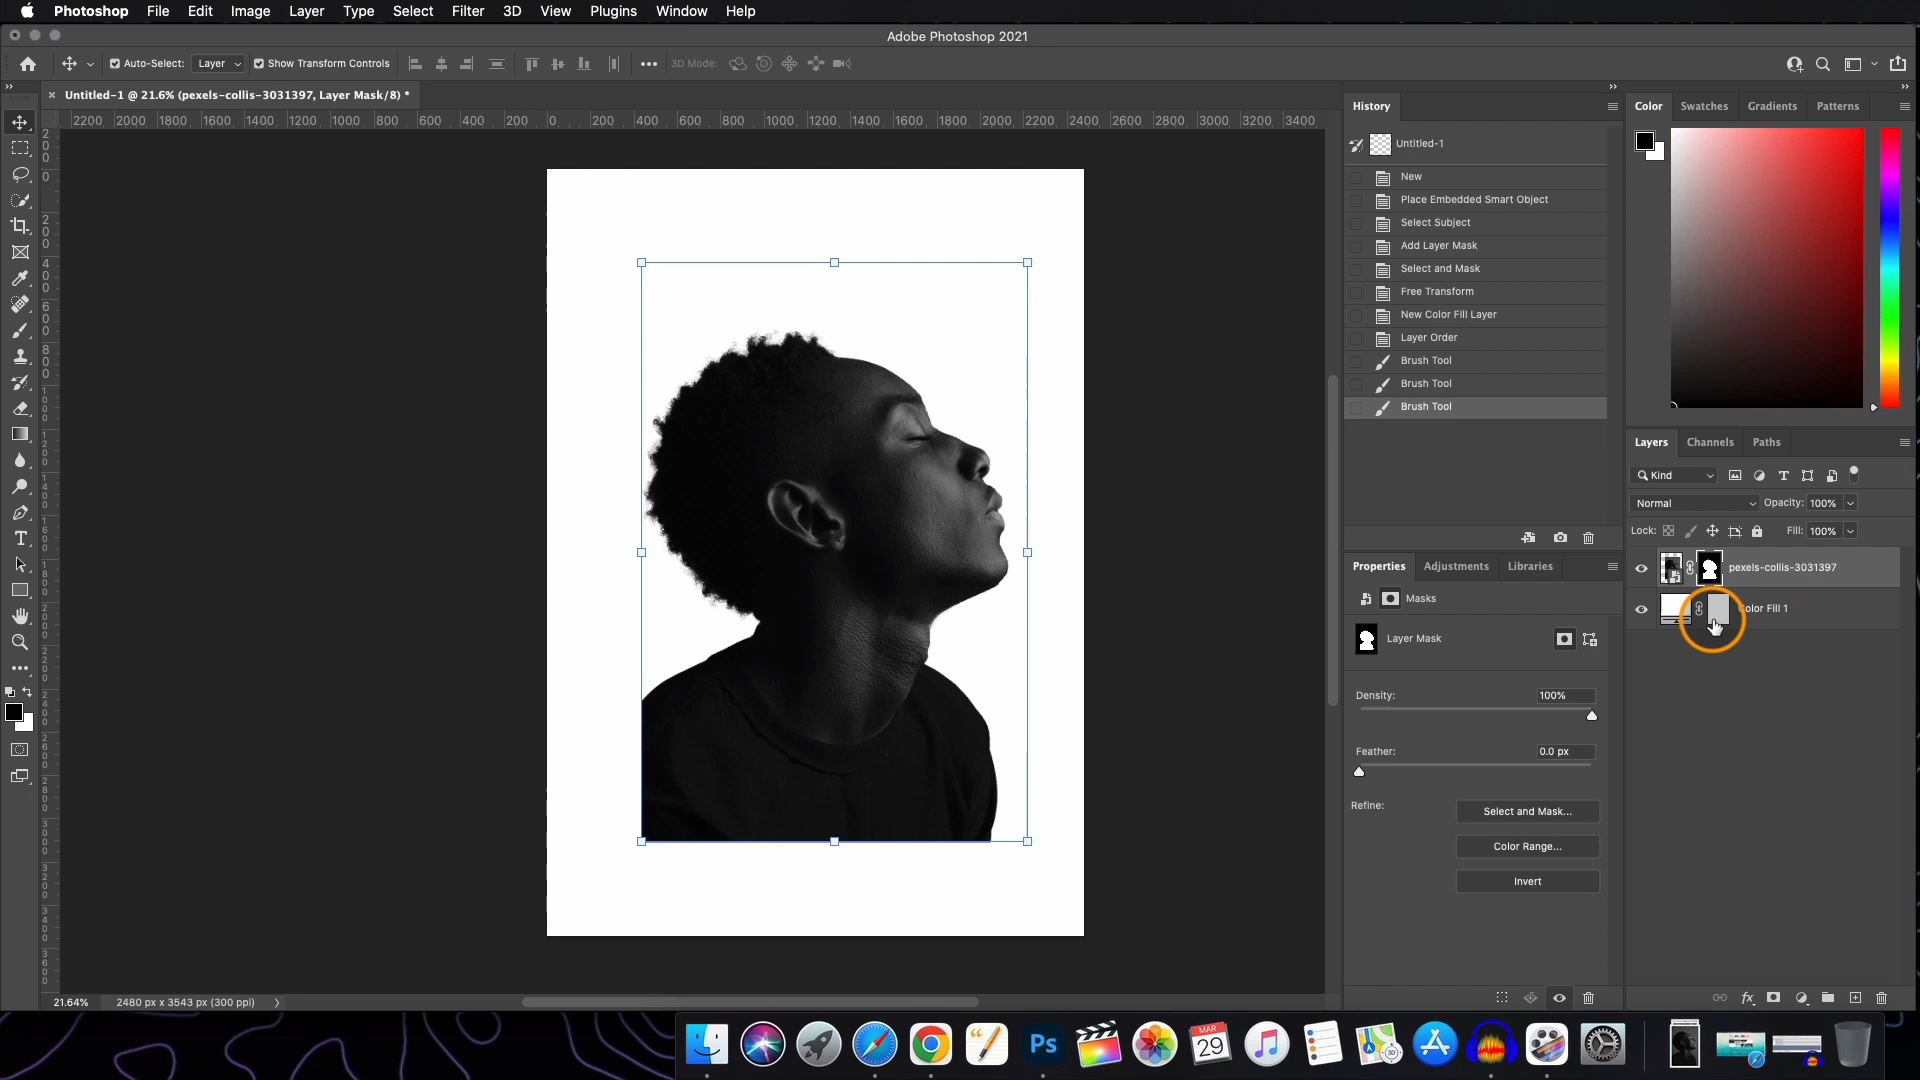 Photoshop File Edit Image Layer Type Select Filter 3D View Plugins Window Help
Adobe Photoshop 2021
Auto-Select: Layer Show Transform Controls 3D Mode:
Untitled-1 @ 21.6% (pexels-collis-3031397, Layer Mask/8) *
2200 2000 1800 1600 1400 1200 1000 800 600 400 200 0 200 400 600 800 1000 1200 1400 1600 1800 2000 2200 2400 2600 2800 3000 3200 3400
History
Untitled-1
New
Place Embedded Smart Object
Select Subject
Add Layer Mask
Select and Mask
Free Transform
New Color Fill Layer
Layer Order
Brush Tool
Brush Tool
Brush Tool
Properties Adjustments Libraries
Masks
Layer Mask
Density: 100%
Feather: 0.0 px
Refine: Select and Mask...
Color Range...
Invert
Color Swatches Gradients Patterns
Layers Channels Paths
Kind
Normal Opacity: 100%
Lock: Fill: 100%
pexels-collis-3031397
Color Fill 1
fx
21.64% 2480 px x 3543 px (300 ppi)
Ps
MAR
29
3D